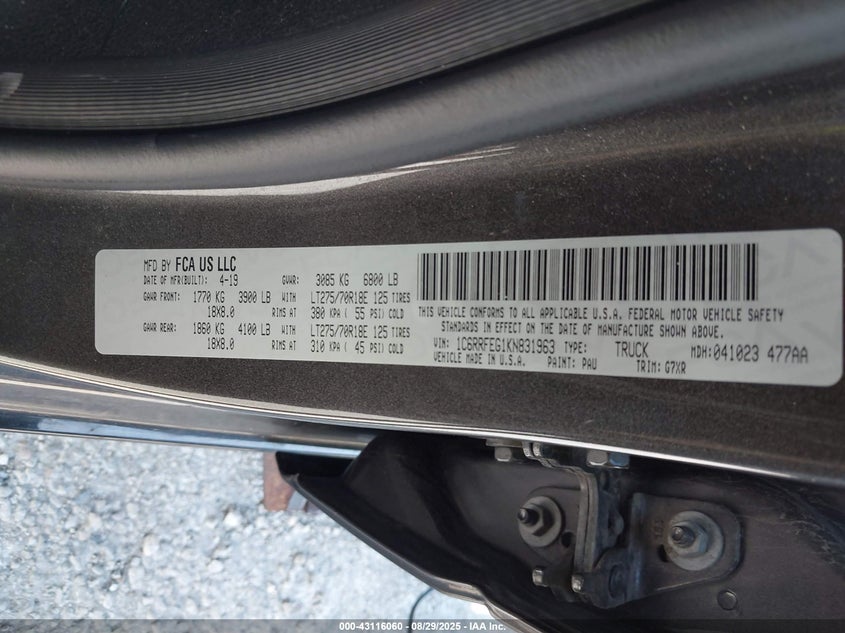 MFD BY FCA US LLC
DATE OF MFR(BUILT): 4-19 GVWR: 3085 KG 6800 LB
GAWR FRONT: 1770 KG 3900 LB WITH LT275/70R18E 125 TIRES
18X8.0 RIMS AT 380 KPA ( 55 PSI) COLD
GAWR REAR: 1860 KG 4100 LB WITH LT275/70R18E 125 TIRES
18X8.0 RIMS AT 310 KPA ( 45 PSI) COLD
THIS VEHICLE CONFORMS TO ALL APPLICABLE U.S.A. FEDERAL MOTOR VEHICLE SAFETY
STANDARDS IN EFFECT ON THE DATE OF MANUFACTURE SHOWN ABOVE.
VIN: 1C6RRFEG1KN831963 TYPE: TRUCK MDH:041023 477AA
VEHICLE MADE IN U.S.A. PAINT: PAU TRIM: G7XR
000-43116060 - 08/29/2025 - IAA Inc.